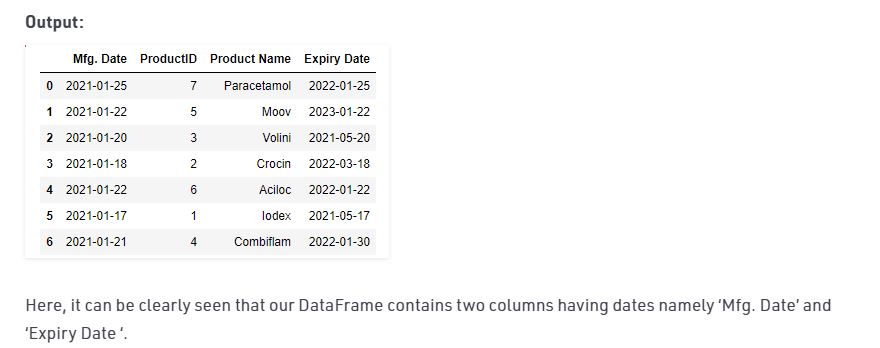 Output:
Mfg. Date ProductID Product Name Expiry Date
0 2021-01-25 7 Paracetamol 2022-01-25
1 2021-01-22 5 Moov 2023-01-22
2 2021-01-20 3 Volini 2021-05-20
3 2021-01-18 2 Crocin 2022-03-18
4 2021-01-22 6 Aciloc 2022-01-22
5 2021-01-17 1 Iodex 2021-05-17
6 2021-01-21 4 Combiflam 2022-01-30
Here, it can be clearly seen that our DataFrame contains two columns having dates namely ‘Mfg. Date’ and
‘Expiry Date ‘.